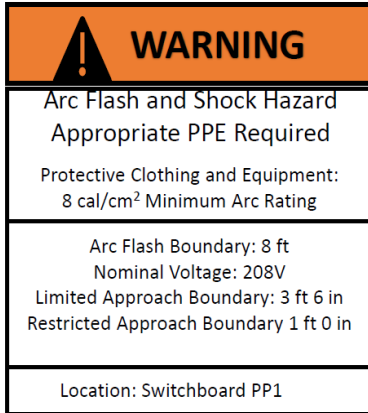 WARNING
Arc Flash and Shock Hazard
Appropriate PPE Required
Protective Clothing and Equipment:
8 cal/cm² Minimum Arc Rating
Arc Flash Boundary: 8 ft
Nominal Voltage: 208V
Limited Approach Boundary: 3 ft 6 in
Restricted Approach Boundary 1 ft 0 in
Location: Switchboard PP1